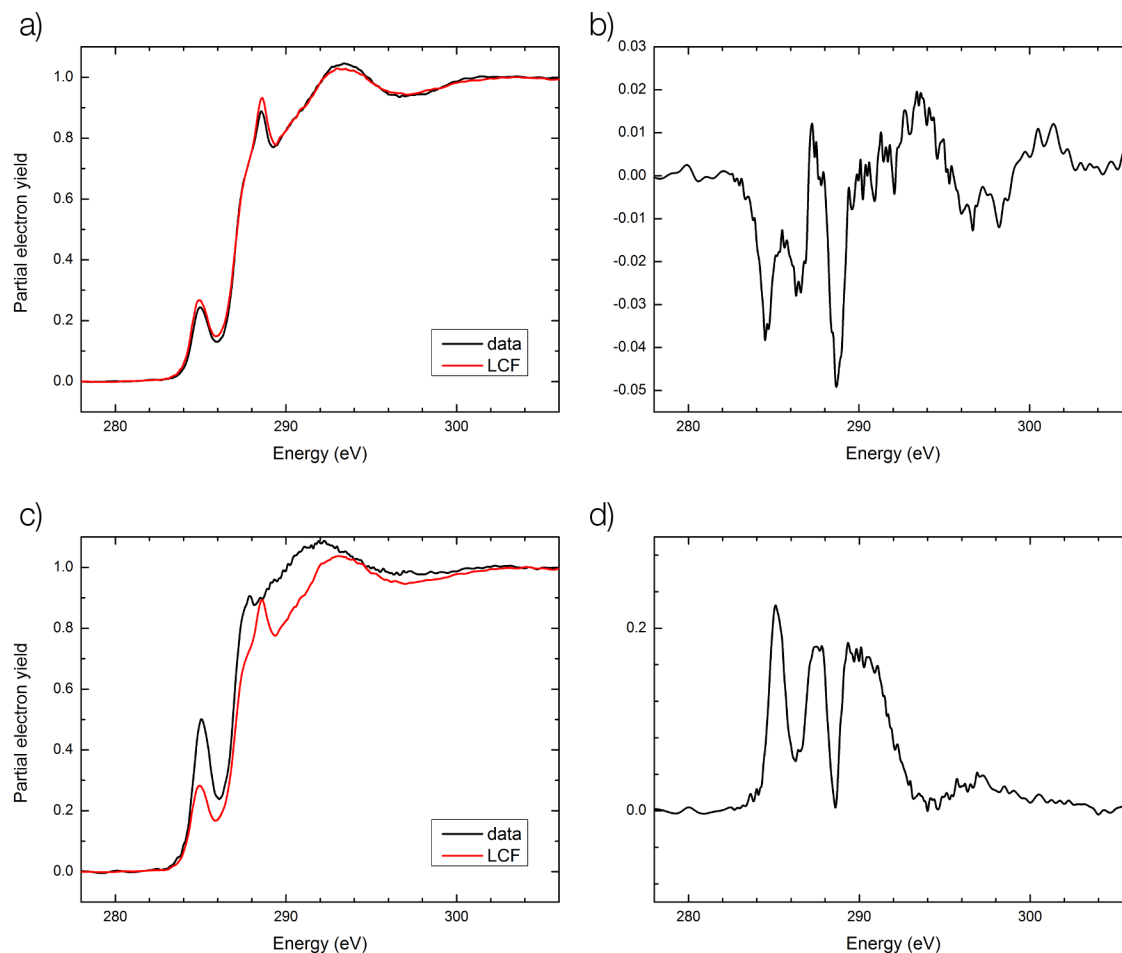 a)
Partial electron yield
1.0
0.8
0.6
0.4
0.2
0.0
data
LCF
280
290
300
Energy (eV)
b)
0.03
0.02
0.01
0.00
-0.01
-0.02
-0.03
-0.04
-0.05
280
290
300
Energy (eV)
c)
Partial electron yield
1.0
0.8
0.6
0.4
0.2
0.0
data
LCF
280
290
300
Energy (eV)
d)
0.2
0.0
280
290
300
Energy (eV)